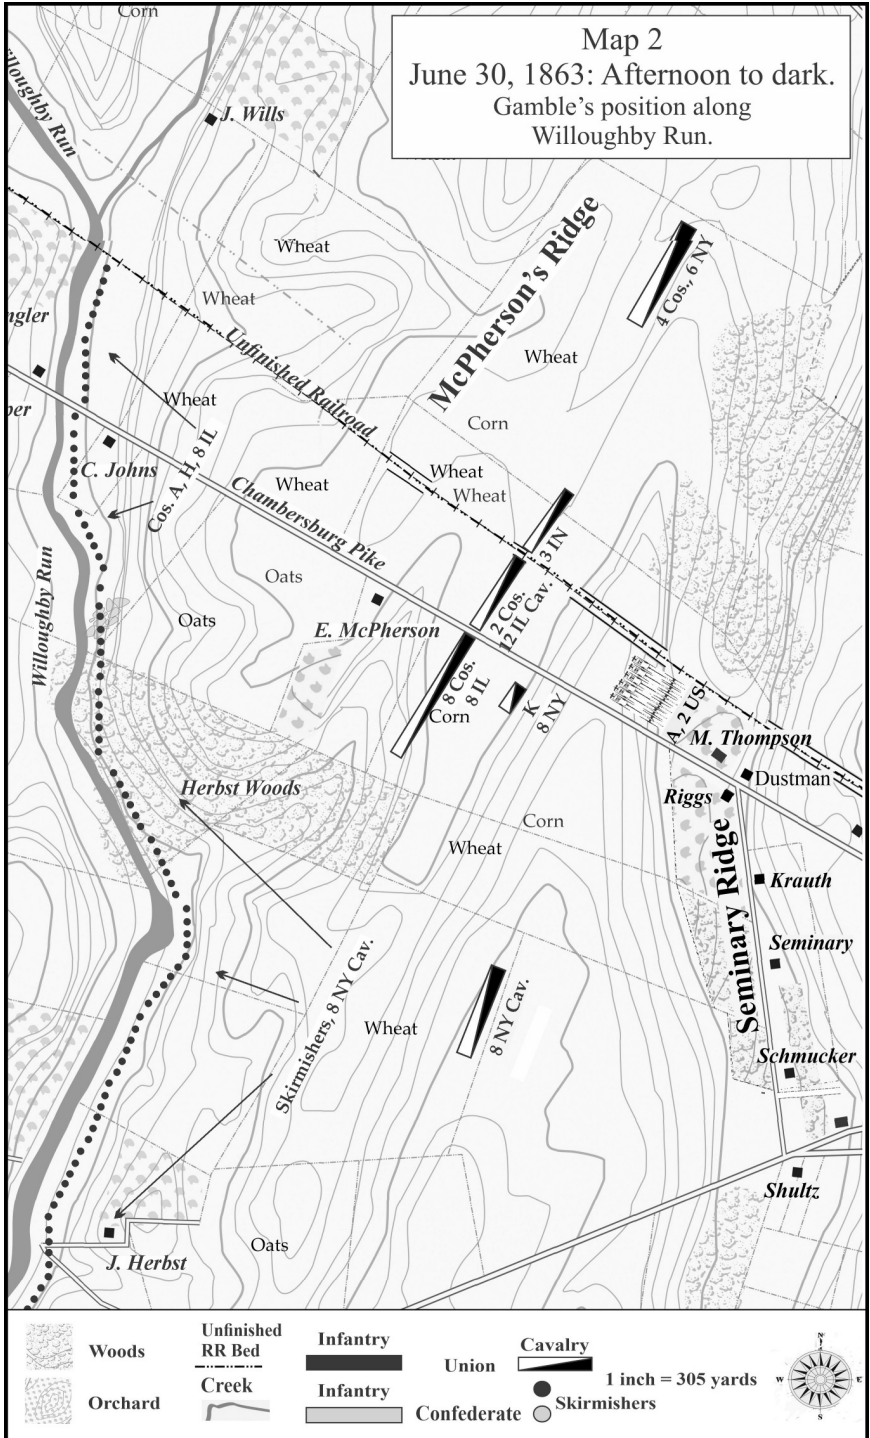 Map 2
June 30, 1863: Afternoon to dark.
Gamble's position along
Willoughby Run.
Corn
Willoughby Run
J. Wills
Wheat
McPherson's Ridge
4 Cos., 6 NY
Wheat
Unfinished Railroad
Wheat
Wheat
Corn
C. Johns
Cos. A, H, 8 IL
Wheat
Chambersburg Pike
Wheat
Wheat
3 IN
Oats
Oats
E. McPherson
2 Cos.
12 IL Cav.
8 Cos.
8 IL
Corn
K
8 NY
A, 2 US
M. Thompson
Dustman
Riggs
Willoughby Run
Herbst Woods
Corn
Wheat
Seminary Ridge
Krauth
Seminary
Skirmishers, 8 NY Cav.
Wheat
8 NY Cav.
Schmucker
Shultz
J. Herbst
Oats
Woods
Orchard
Unfinished
RR Bed
Creek
Infantry
Infantry
Union
Confederate
Cavalry
1 inch = 305 yards
Skirmishers
N
W
E
S